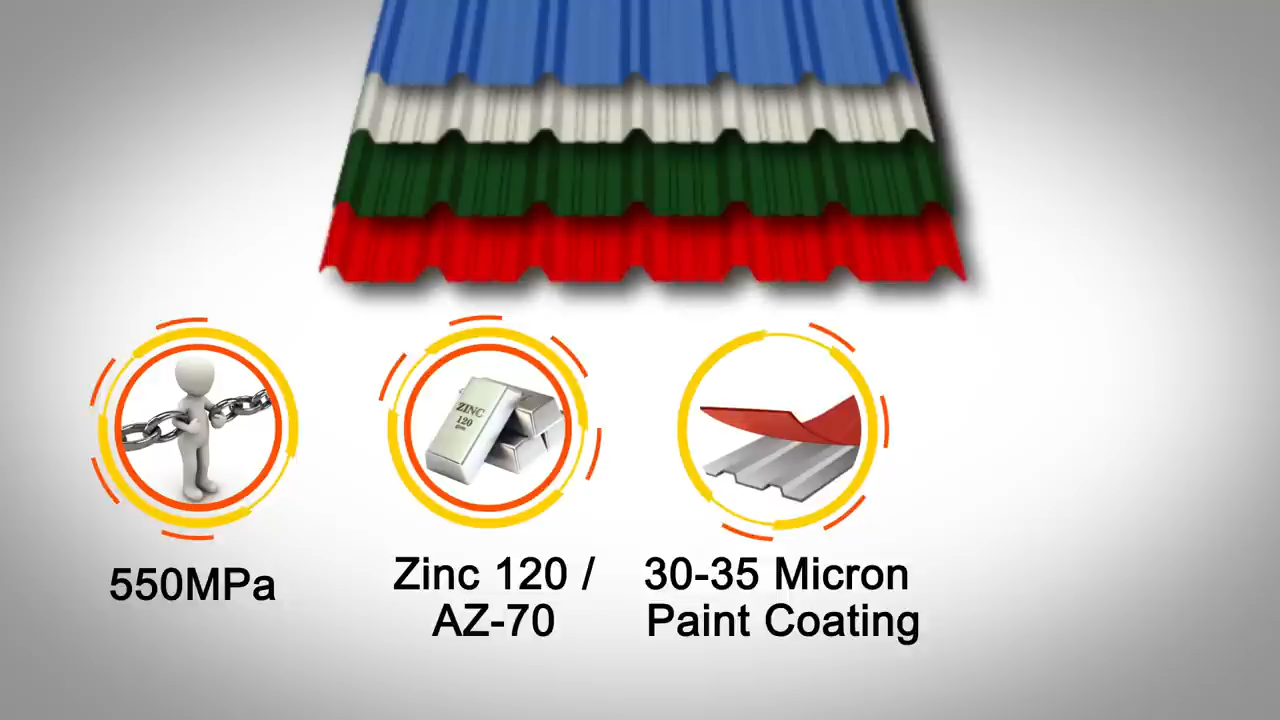 ZINC
120
550MPa
Zinc 120 /
AZ-70
30-35 Micron
Paint Coating